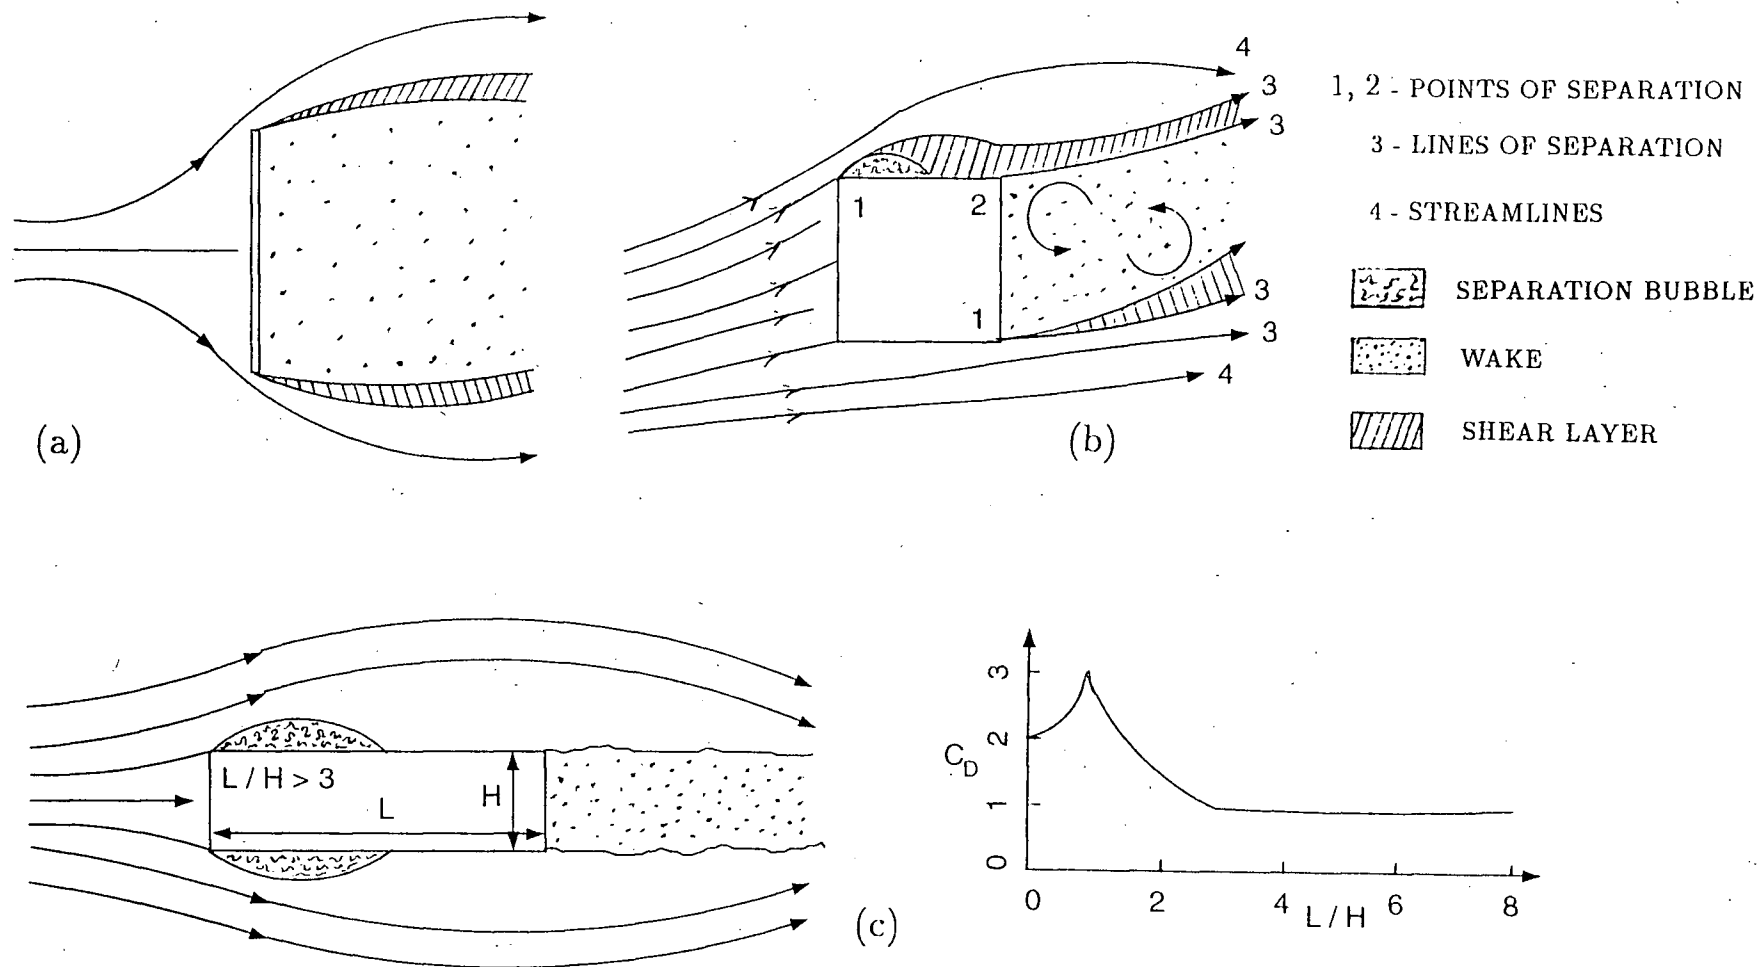 (a)
4
3
3
1
2
1
3
3
4
(b)
1, 2 - POINTS OF SEPARATION
3 - LINES OF SEPARATION
4 - STREAMLINES
SEPARATION BUBBLE
WAKE
SHEAR LAYER
L / H > 3
L
H
(c)
3
2
1
0
C_D
0
2
4
6
8
L / H